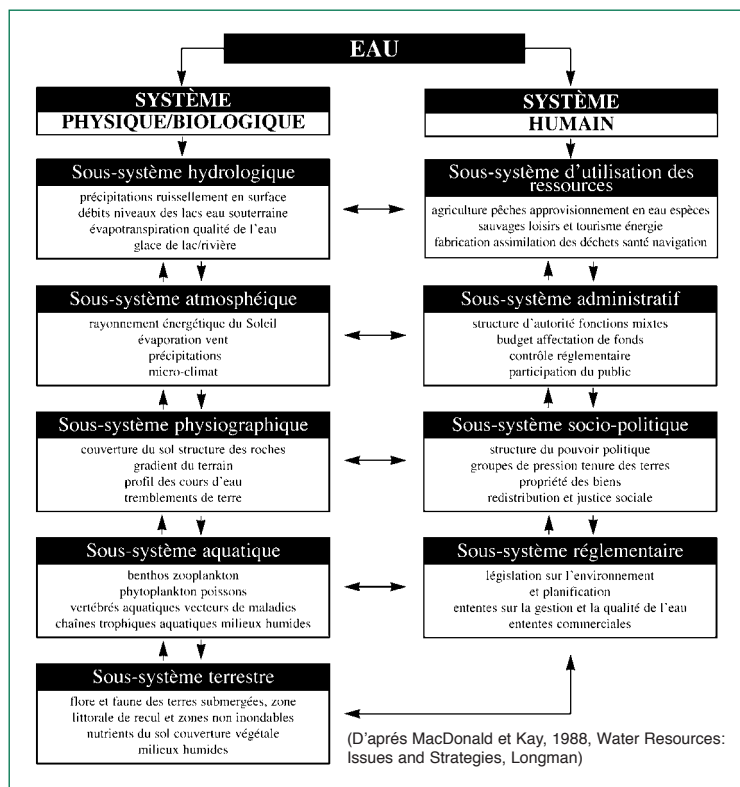 EAU
SYSTÈME
PHYSIQUE/BIOLOGIQUE
Sous-système hydrologique
précipitations ruissellement en surface
débits niveaux des lacs eau souterraine
évapotranspiration qualité de l'eau
glace de lac/rivière
Sous-système atmosphéique
rayonnement énergétique du Soleil
évaporation vent
précipitations
micro-climat
Sous-système physiographique
couverture du sol structure des roches
gradient du terrain
profil des cours d'eau
tremblements de terre
Sous-système aquatique
benthos zooplankton
phytoplankton poissons
vertébrés aquatiques vecteurs de maladies
chaînes trophiques aquatiques milieux humides
Sous-système terrestre
flore et faune des terres submergées, zone
littorale de recul et zones non inondables
nutrients du sol couverture végétale
milieux humides
SYSTÈME
HUMAIN
Sous-système d'utilisation des
ressources
agriculture pêches approvisionnement en eau espèces
sauvages loisirs et tourisme énergie
fabrication assimilation des déchets santé navigation
Sous-système administratif
structure d'autorité fonctions mixtes
budget affectation de fonds
contrôle réglementaire
participation du public
Sous-système socio-politique
structure du pouvoir politique
groupes de pression tenure des terres
propriété des biens
redistribution et justice sociale
Sous-système réglementaire
législation sur l'environnement
et planification
ententes sur la gestion et la qualité de l'eau
ententes commerciales
(D'aprés MacDonald et Kay, 1988, Water Resources:
Issues and Strategies, Longman)